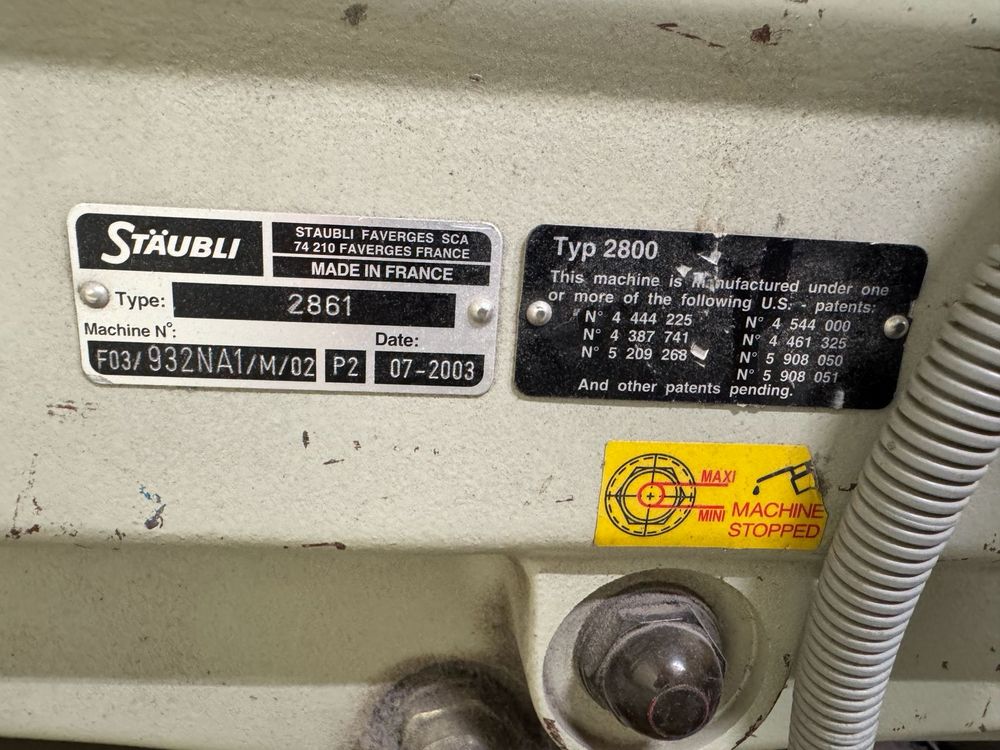 STÄUBLI
STAUBLI FAVERGES SCA
74 210 FAVERGES FRANCE
MADE IN FRANCE
Type: 2861
Machine N°:
Date:
F03/932NA1/M/02 P2 07-2003
Typ 2800
This machine is Manufactured under one
or more of the following U.S. patents:
N° 4 444 225 N° 4 544 000
N° 4 387 741 N° 4 461 325
N° 5 209 268 N° 5 908 050
N° 5 908 051
And other patents pending.
MAXI
MINI MACHINE
STOPPED